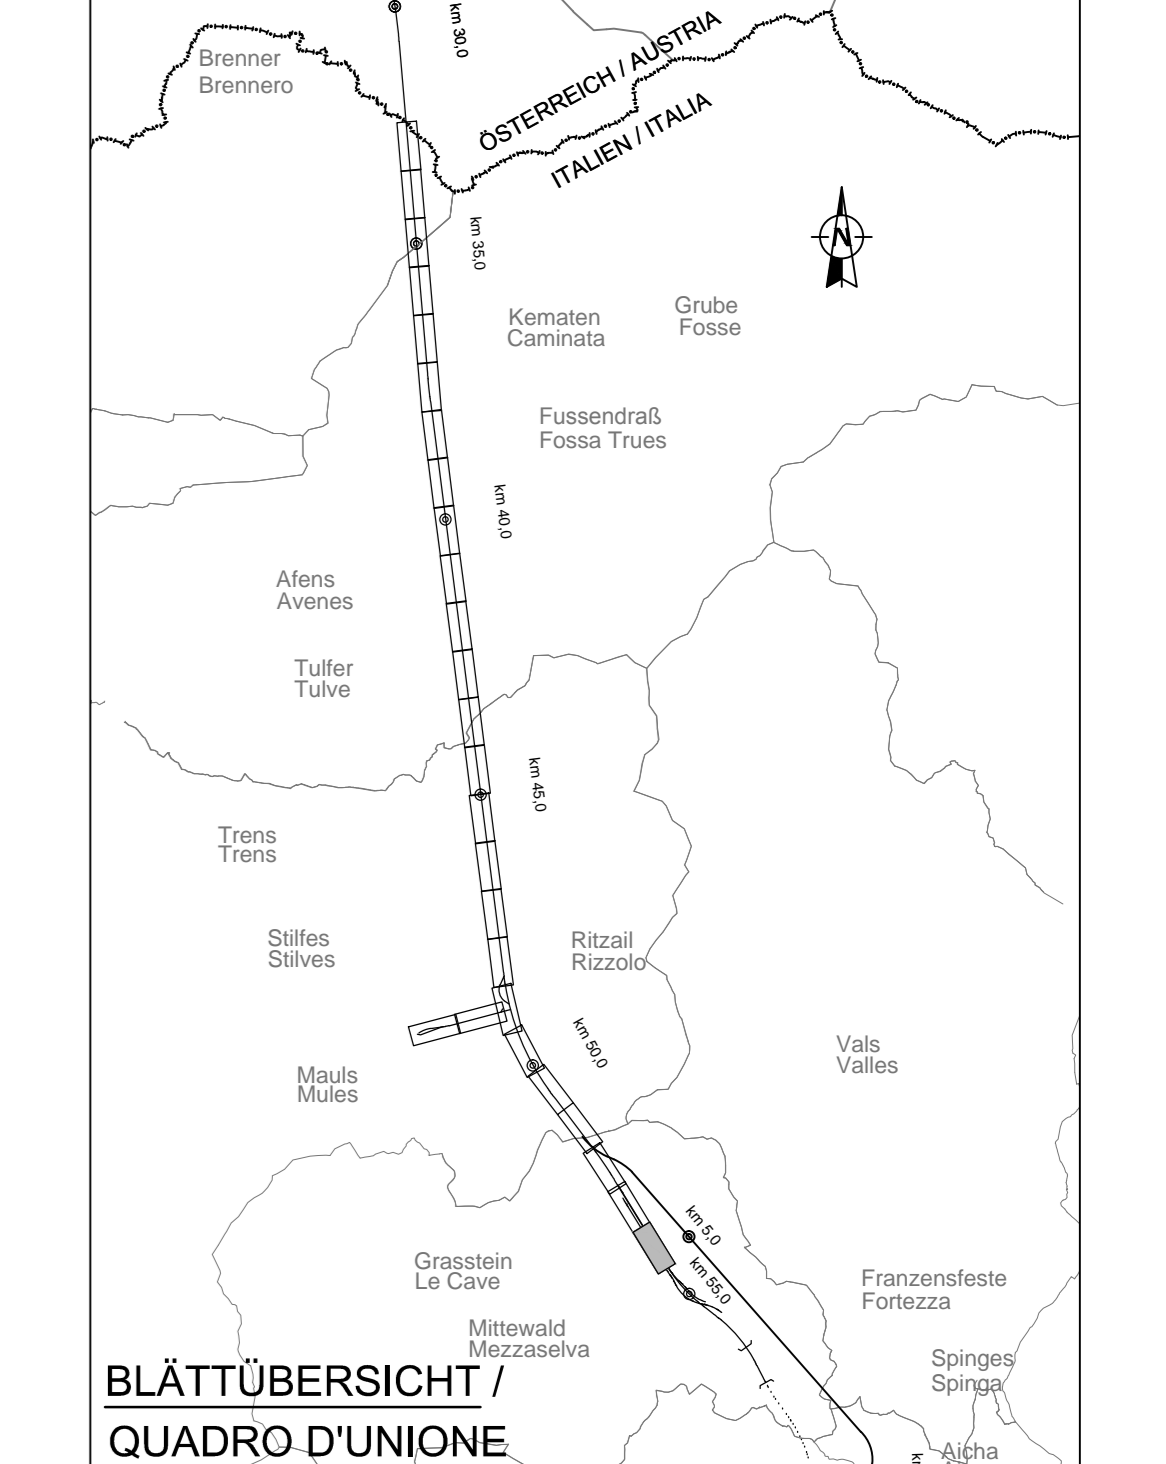 km 30,0
Brenner
Brennero
ÖSTERREICH / AUSTRIA
ITALIEN / ITALIA
N
km 35,0
Kematen
Caminata
Grube
Fosse
Fussendraß
Fossa Trues
km 40,0
Afens
Avenes
Tulfer
Tulve
km 45,0
Trens
Trens
Stilfes
Stilves
Ritzail
Rizzolo
km 50,0
Vals
Valles
Mauls
Mules
km 5,0
km 55,0
Grasstein
Le Cave
Franzensfeste
Fortezza
Mittewald
Mezzaselva
Spinges
Spinga
BLÄTTÜBERSICHT /
QUADRO D'UNIONE
Aicha